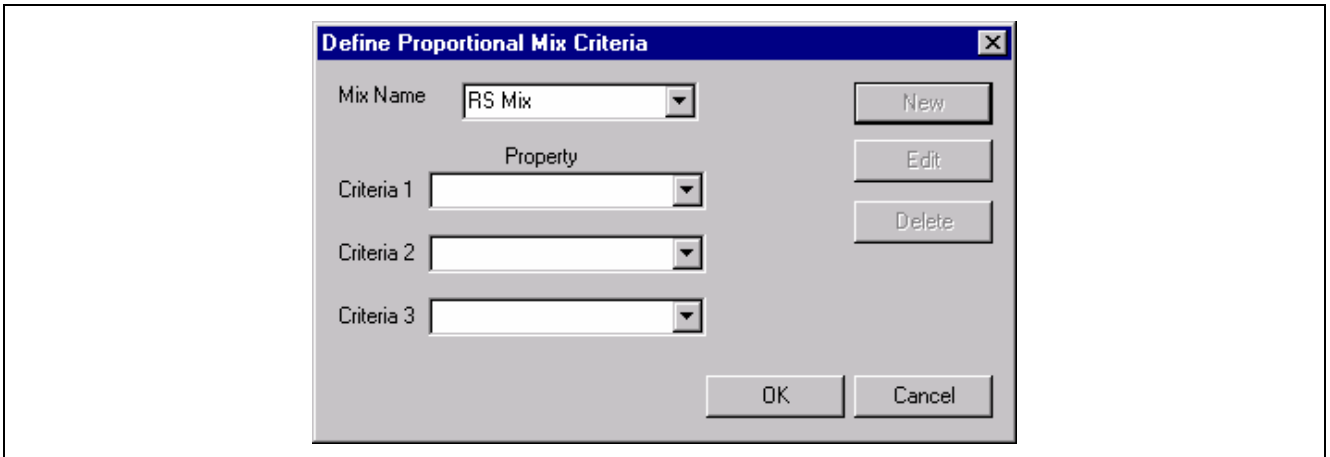 Define Proportional Mix Criteria
Mix Name RS Mix New
Property Edit
Criteria 1
Delete
Criteria 2
Criteria 3
OK Cancel